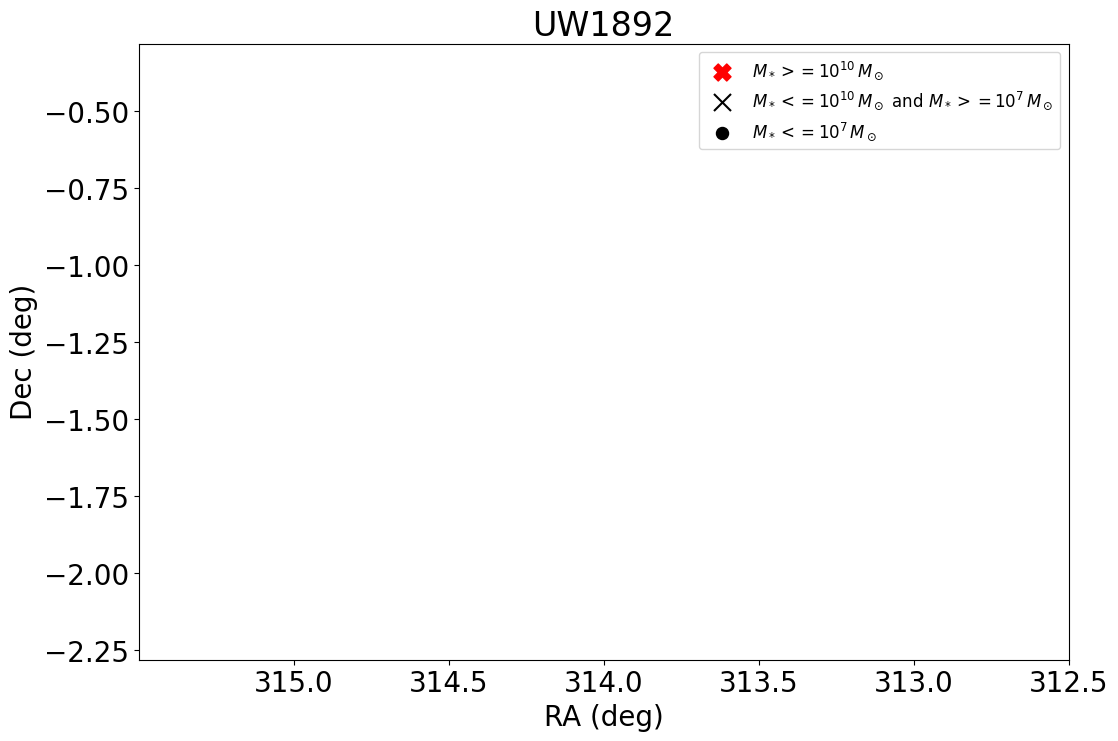 UW1892
M* >= 10^10 M⊙
M* <= 10^10 M⊙ and M* >= 10^7 M⊙
M* <= 10^7 M⊙
Dec (deg)
−0.50
−0.75
−1.00
−1.25
−1.50
−1.75
−2.00
−2.25
315.0 314.5 314.0 313.5 313.0 312.5
RA (deg)